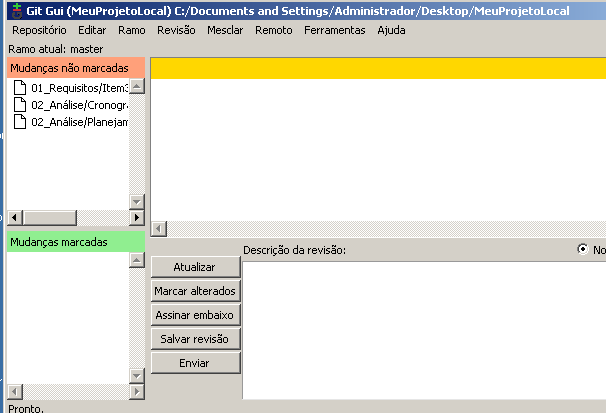 Git Gui (MeuProjetoLocal) C:/Documents and Settings/Administrador/Desktop/MeuProjetoLocal
Repositório Editar Ramo Revisão Mesclar Remoto Ferramentas Ajuda
Ramo atual: master
Mudanças não marcadas
01_Requisitos/Item3
02_Análise/Cronogra
02_Análise/Planejam
Mudanças marcadas
Descrição da revisão:
No
Atualizar
Marcar alterados
Assinar embaixo
Salvar revisão
Enviar
Pronto.